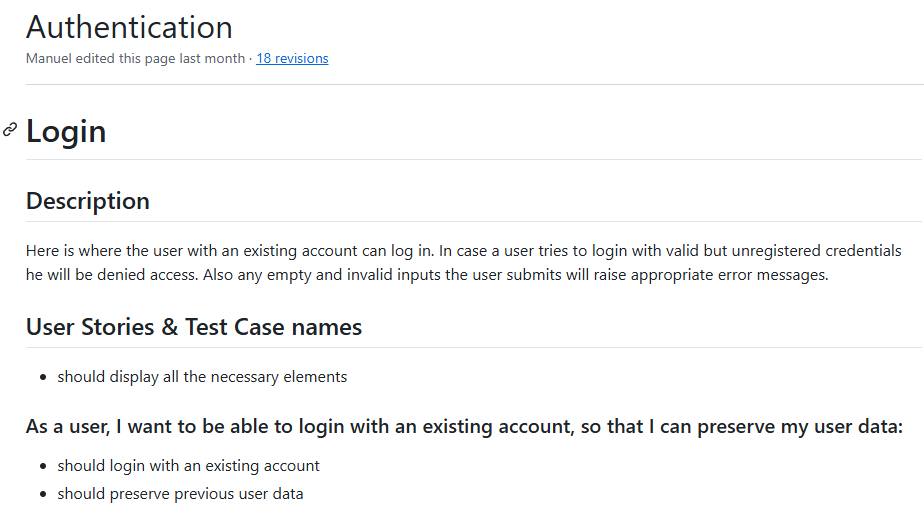 Authentication
Manuel edited this page last month · 18 revisions
Login
Description
Here is where the user with an existing account can log in. In case a user tries to login with valid but unregistered credentials
he will be denied access. Also any empty and invalid inputs the user submits will raise appropriate error messages.
User Stories & Test Case names
• should display all the necessary elements
As a user, I want to be able to login with an existing account, so that I can preserve my user data:
• should login with an existing account
• should preserve previous user data